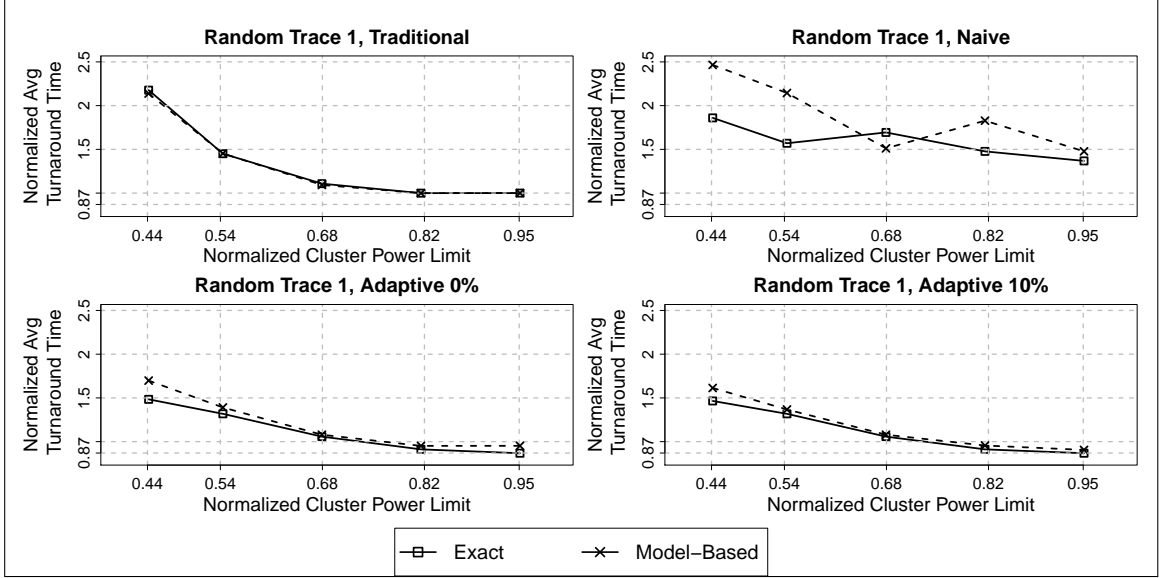 Random Trace 1, Traditional
Normalized Avg
Turnaround Time
2.5
2
1.5
0.87
0.44 0.54 0.68 0.82 0.95
Normalized Cluster Power Limit
Random Trace 1, Naive
Normalized Avg
Turnaround Time
2.5
2
1.5
0.87
0.44 0.54 0.68 0.82 0.95
Normalized Cluster Power Limit
Random Trace 1, Adaptive 0%
Normalized Avg
Turnaround Time
2.5
2
1.5
0.87
0.44 0.54 0.68 0.82 0.95
Normalized Cluster Power Limit
Random Trace 1, Adaptive 10%
Normalized Avg
Turnaround Time
2.5
2
1.5
0.87
0.44 0.54 0.68 0.82 0.95
Normalized Cluster Power Limit
Exact Model−Based